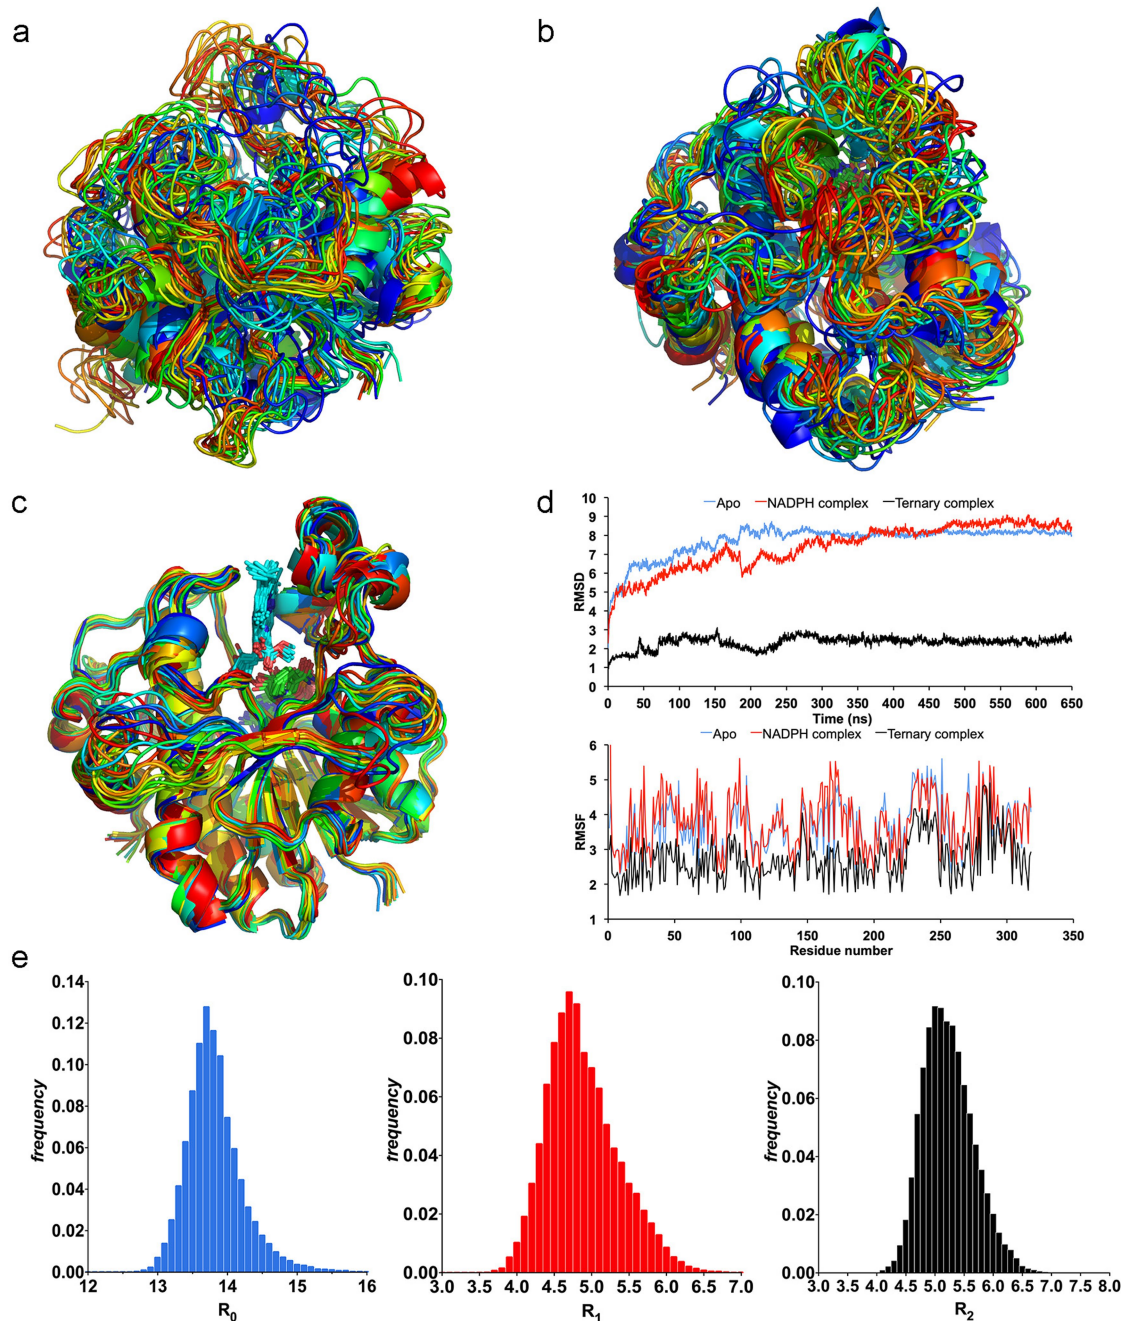 a
b
c
d
Apo NADPH complex Ternary complex
10
9
8
7
6
5
4
3
2
1
0
RMSD
0 50 100 150 200 250 300 350 400 450 500 550 600 650
Time (ns)
Apo NADPH complex Ternary complex
6
5
4
3
2
1
RMSF
0 50 100 150 200 250 300 350
Residue number
e
0.14
0.12
0.10
0.08
0.06
0.04
0.02
0.00
frequency
12 13 14 15 16
R0
0.10
0.08
0.06
0.04
0.02
0.00
frequency
3.0 3.5 4.0 4.5 5.0 5.5 6.0 6.5 7.0
R1
0.10
0.08
0.06
0.04
0.02
0.00
frequency
3.0 3.5 4.0 4.5 5.0 5.5 6.0 6.5 7.0 8.0
R2